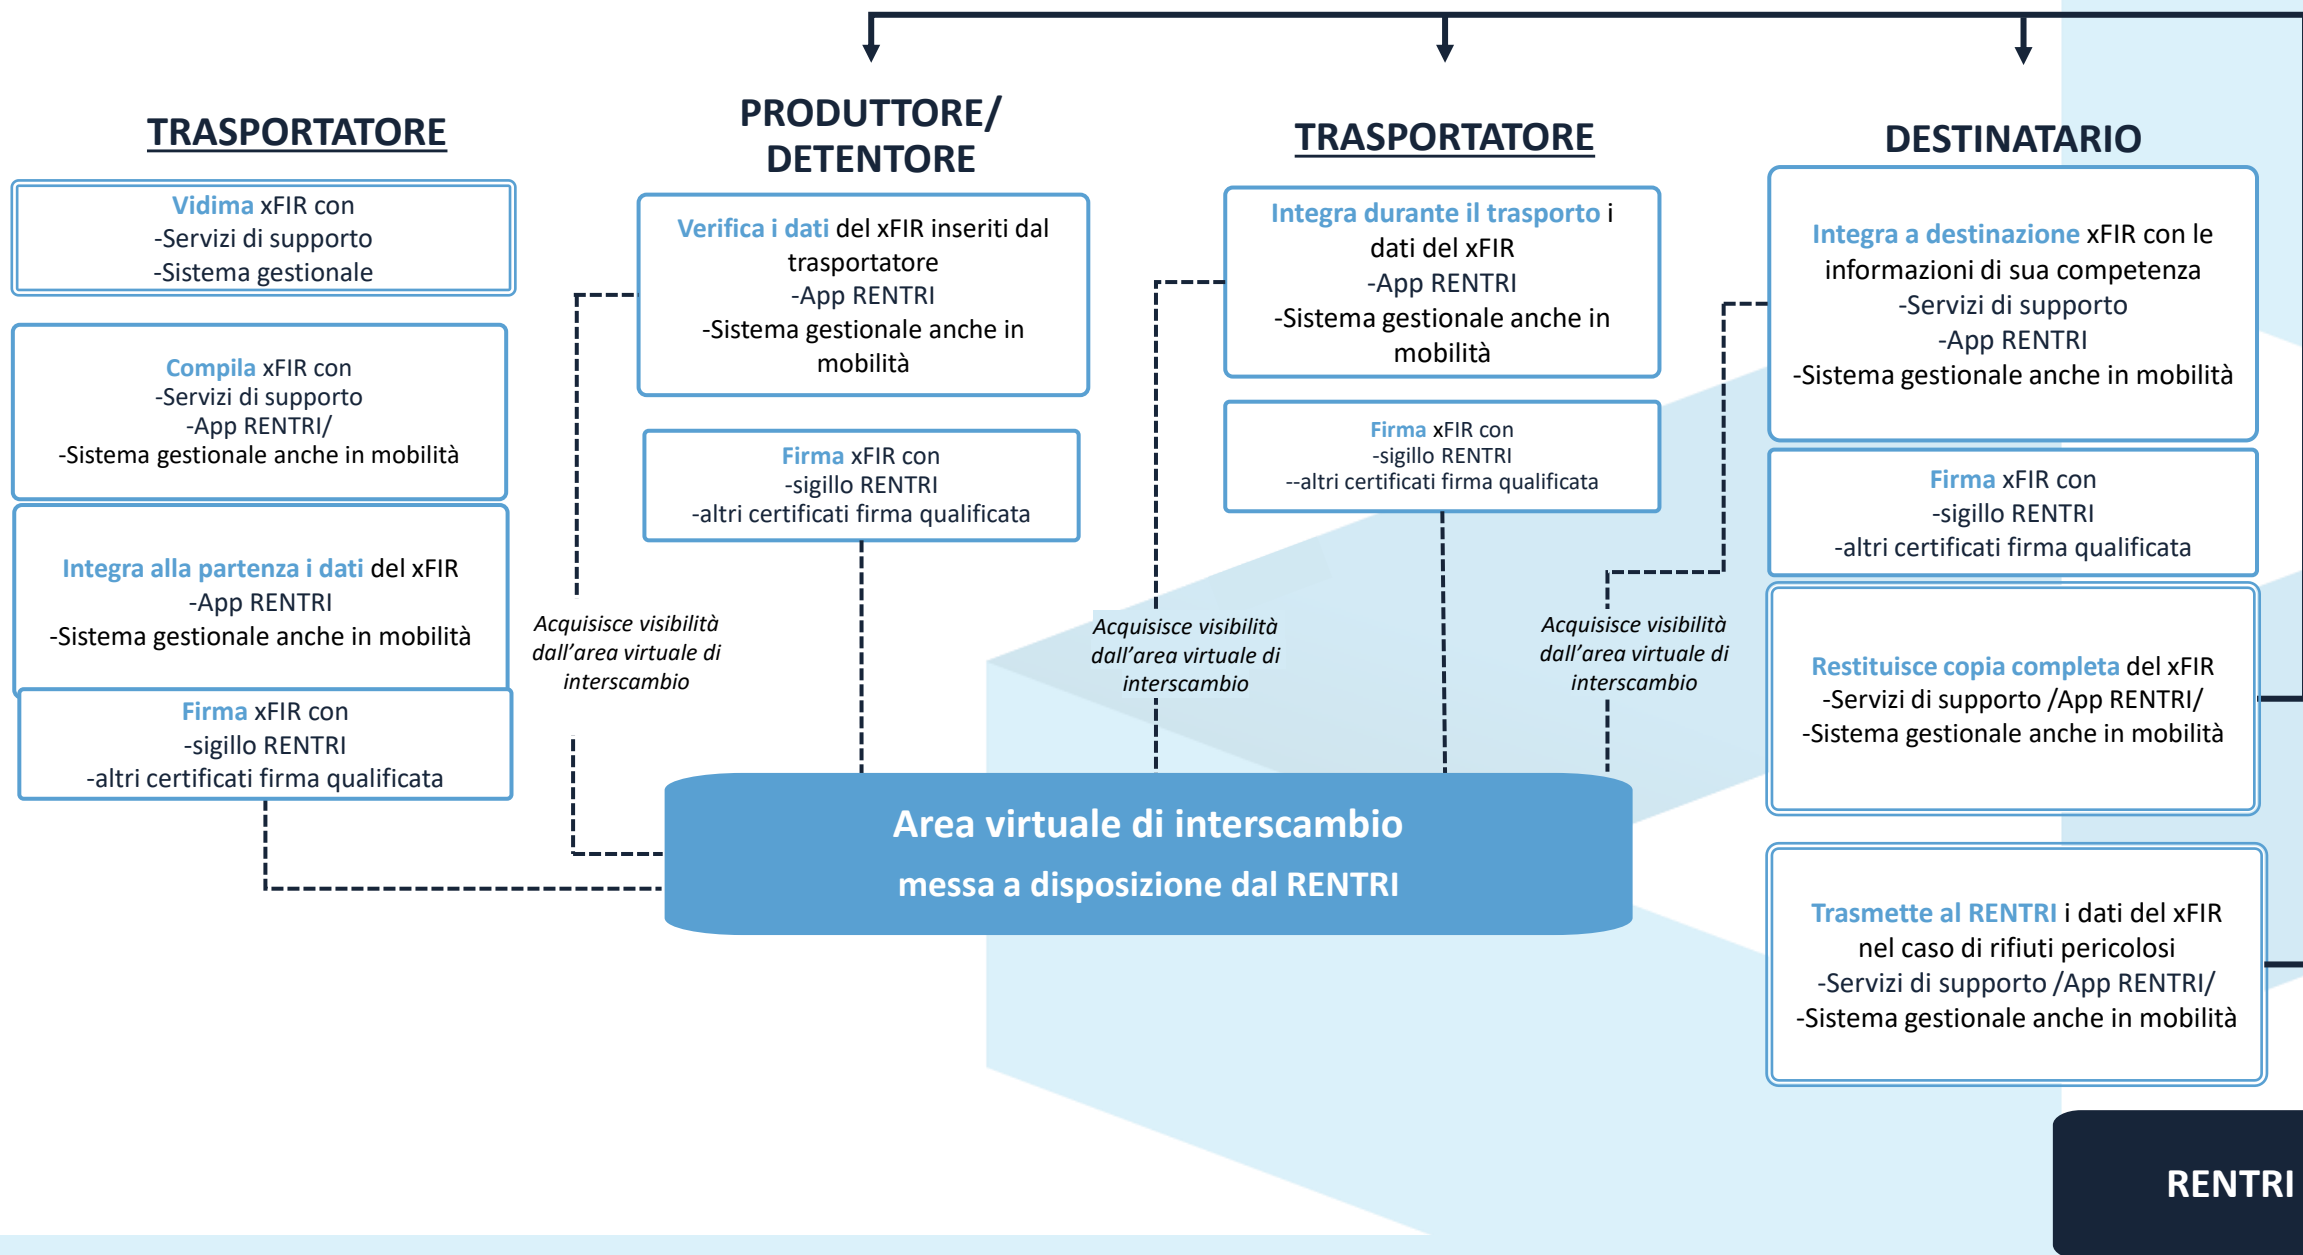 TRASPORTATORE
Vidima xFIR con
-Servizi di supporto
-Sistema gestionale
Compila xFIR con
-Servizi di supporto
-App RENTRI/
-Sistema gestionale anche in mobilità
Integra alla partenza i dati del xFIR
-App RENTRI
-Sistema gestionale anche in mobilità
Firma xFIR con
-sigillo RENTRI
-altri certificati firma qualificata
Acquisisce visibilità
dall'area virtuale di
interscambio
PRODUTTORE/
DETENTORE
Verifica i dati del xFIR inseriti dal
trasportatore
-App RENTRI
-Sistema gestionale anche in
mobilità
Firma xFIR con
-sigillo RENTRI
-altri certificati firma qualificata
Acquisisce visibilità
dall'area virtuale di
interscambio
TRASPORTATORE
Integra durante il trasporto i
dati del xFIR
-App RENTRI
-Sistema gestionale anche in
mobilità
Firma xFIR con
-sigillo RENTRI
--altri certificati firma qualificata
Acquisisce visibilità
dall'area virtuale di
interscambio
DESTINATARIO
Integra a destinazione xFIR con le
informazioni di sua competenza
-Servizi di supporto
-App RENTRI
-Sistema gestionale anche in mobilità
Firma xFIR con
-sigillo RENTRI
-altri certificati firma qualificata
Restituisce copia completa del xFIR
-Servizi di supporto /App RENTRI/
-Sistema gestionale anche in mobilità
Trasmette al RENTRI i dati del xFIR
nel caso di rifiuti pericolosi
-Servizi di supporto /App RENTRI/
-Sistema gestionale anche in mobilità
Area virtuale di interscambio
messa a disposizione dal RENTRI
RENTRI